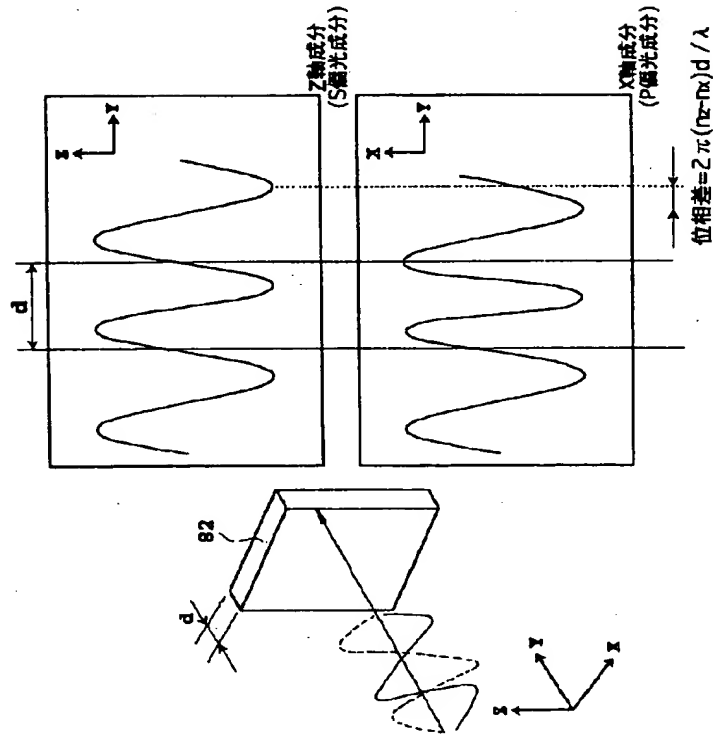 d
Z
Y
Z軸成分
(S偏光成分)
X
Y
X軸成分
(P偏光成分)
位相差=2π(nz-nx)d/λ
82
d
Z
Y
X